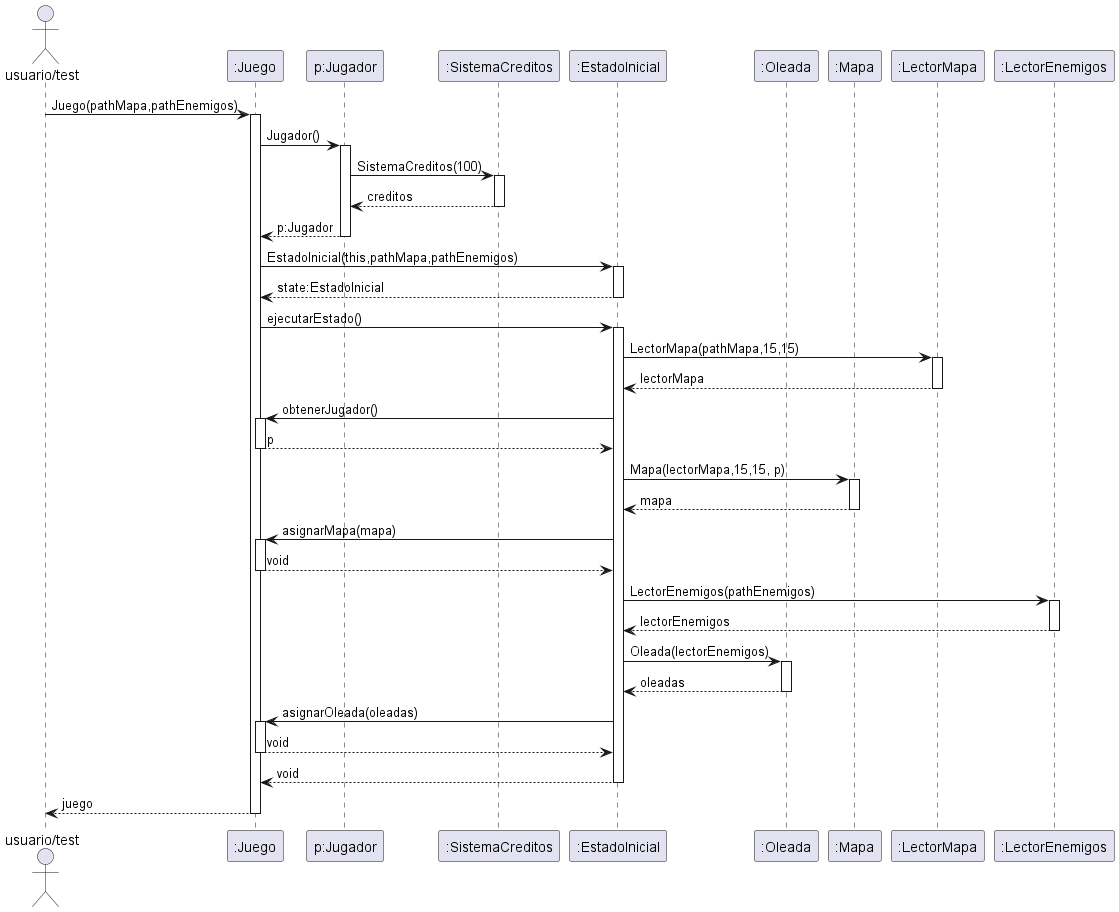 usuario/test
:Juego
p:Jugador
:SistemaCreditos
:EstadoInicial
:Oleada
:Mapa
:LectorMapa
:LectorEnemigos
Juego(pathMapa,pathEnemigos)
Jugador()
SistemaCreditos(100)
creditos
p:Jugador
EstadoInicial(this,pathMapa,pathEnemigos)
state:EstadoInicial
ejecutarEstado()
LectorMapa(pathMapa,15,15)
lectorMapa
obtenerJugador()
p
Mapa(lectorMapa,15,15, p)
mapa
asignarMapa(mapa)
void
LectorEnemigos(pathEnemigos)
lectorEnemigos
Oleada(lectorEnemigos)
oleadas
asignarOleada(oleadas)
void
void
juego
usuario/test
:Juego
p:Jugador
:SistemaCreditos
:EstadoInicial
:Oleada
:Mapa
:LectorMapa
:LectorEnemigos